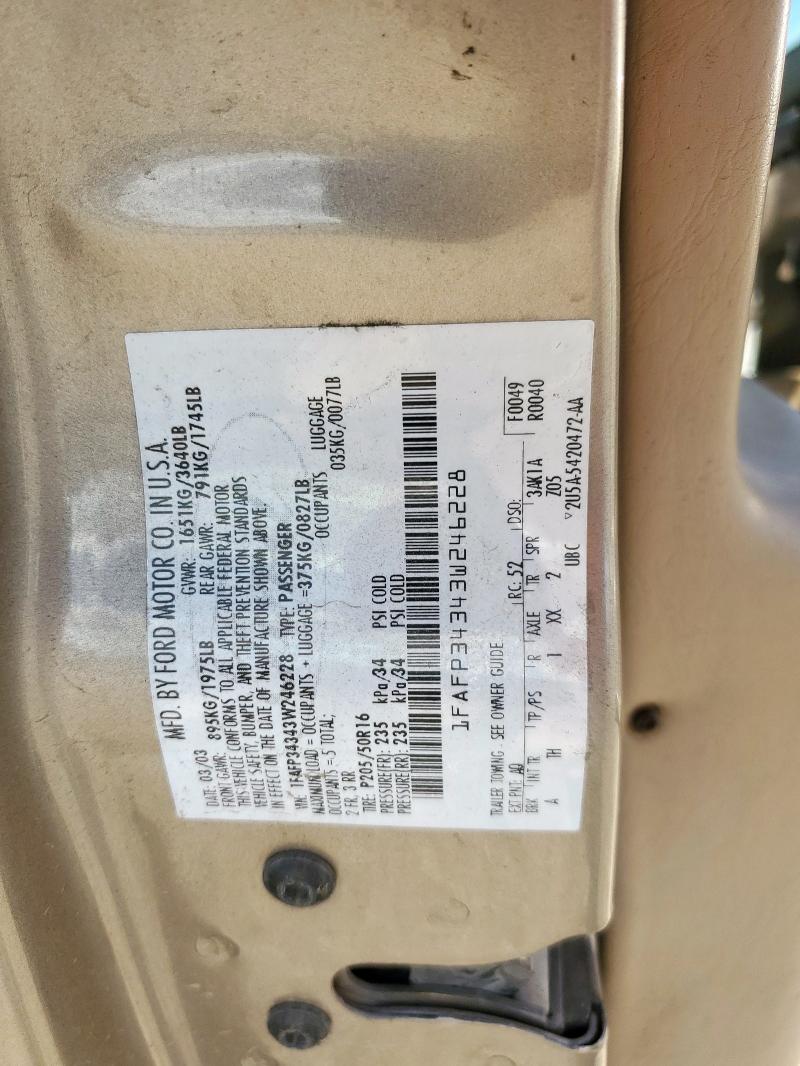 MFD. BY FORD MOTOR CO. IN U.S.A.
DATE: 03/03 GVWR: 1651KG/3640LB
FRONT GAWR: 895KG/1975LB REAR GAWR: 791KG/1745LB
THIS VEHICLE CONFORMS TO ALL APPLICABLE FEDERAL MOTOR
VEHICLE SAFETY, BUMPER, AND THEFT PREVENTION STANDARDS
IN EFFECT ON THE DATE OF MANUFACTURE SHOWN ABOVE.
VIN: 1FAFP34343W246228 TYPE: PASSENGER
MAXIMUM LOAD = OCCUPANTS + LUGGAGE =375KG/0827LB
OCCUPANTS =5 TOTAL; OCCUPANTS LUGGAGE
2 FR, 3 RR 035KG/0077LB
TIRE: P205/50R16
PRESSURE(FR): 235 kPa/34 PSI COLD
PRESSURE(RR): 235 kPa/34 PSI COLD
1FAFP34343W246228
TRAILER TOWING, SEE OWNER GUIDE
EXT PNT: AQ RC: 52 DSO: F0049
BRK INT TR TP/PS R AXLE TR SPR 3AK1A R0040
A TH 1 XX 2 Z05
UBC ▽2U5A-5420472-AA